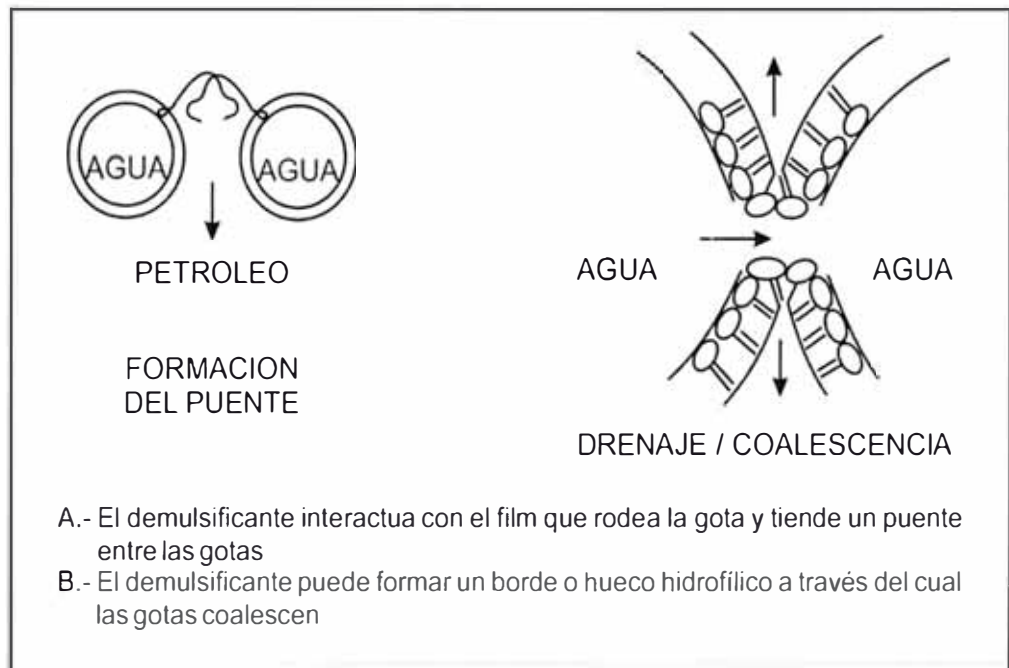 AGUA
AGUA
PETROLEO
FORMACION
DEL PUENTE
AGUA
AGUA
DRENAJE / COALESCENCIA
A.- El demulsificante interactua con el film que rodea la gota y tiende un puente
entre las gotas
B.- El demulsificante puede formar un borde o hueco hidrofílico a través del cual
las gotas coalescen